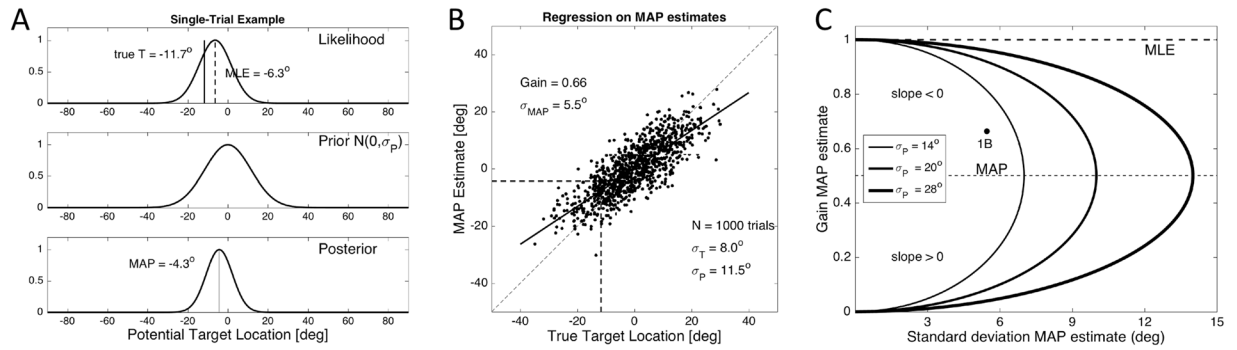 A
Single-Trial Example
Likelihood
true T = -11.7°
MLE = -6.3°
1
0.5
0
-80 -60 -40 -20 0 20 40 60 80
Prior N(0,σP)
1
0.5
0
-80 -60 -40 -20 0 20 40 60 80
Posterior
MAP = -4.3°
1
0.5
0
-80 -60 -40 -20 0 20 40 60 80
Potential Target Location [deg]
B
Regression on MAP estimates
MAP Estimate [deg]
40
20
0
-20
-40
Gain = 0.66
σMAP = 5.5°
N = 1000 trials
σT = 8.0°
σP = 11.5°
-40 -20 0 20 40
True Target Location [deg]
C
Gain MAP estimate
1
0.8
0.6
0.4
0.2
0
MLE
slope < 0
1B
σP = 14°
σP = 20°
σP = 28°
MAP
slope > 0
3 6 9 12 15
Standard deviation MAP estimate (deg)